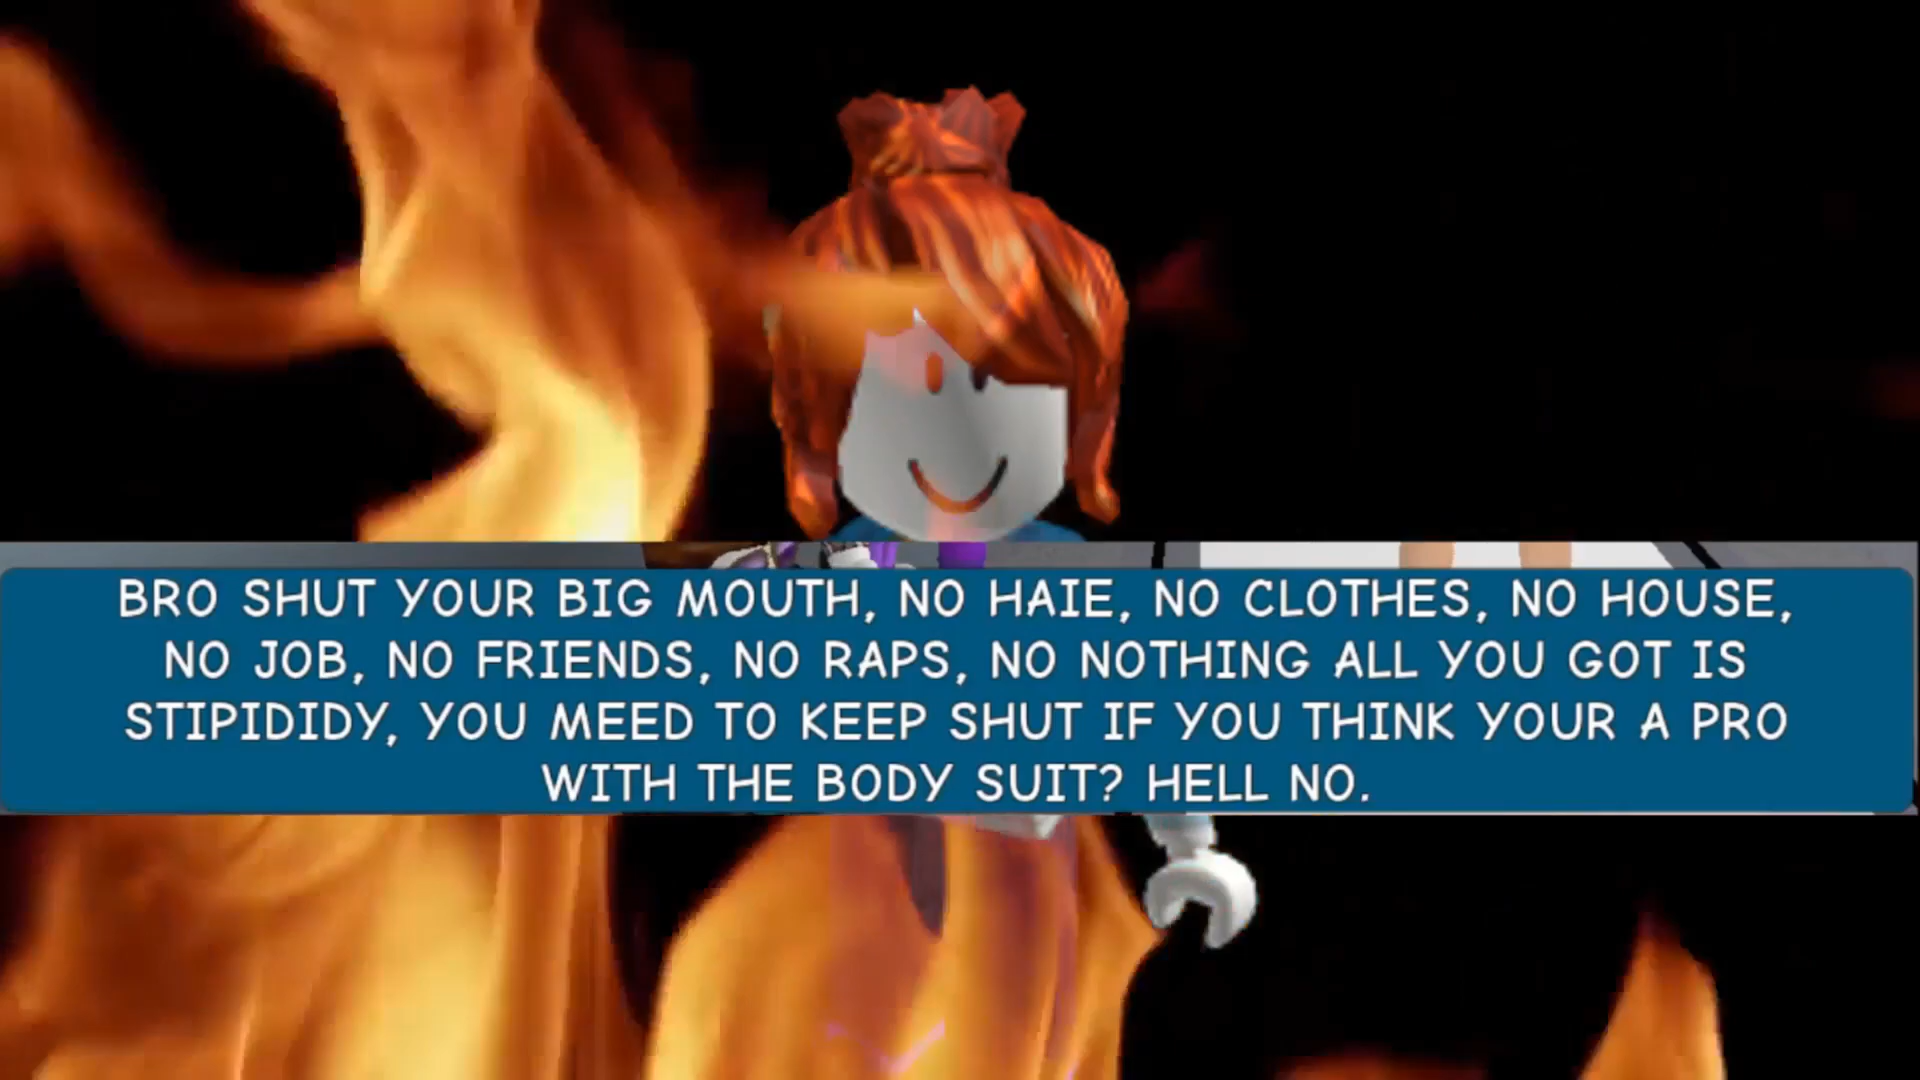 BRO SHUT YOUR BIG MOUTH, NO HAIE, NO CLOTHES, NO HOUSE,
NO JOB, NO FRIENDS, NO RAPS, NO NOTHING ALL YOU GOT IS
STIPIDIDY, YOU MEED TO KEEP SHUT IF YOU THINK YOUR A PRO
WITH THE BODY SUIT? HELL NO.